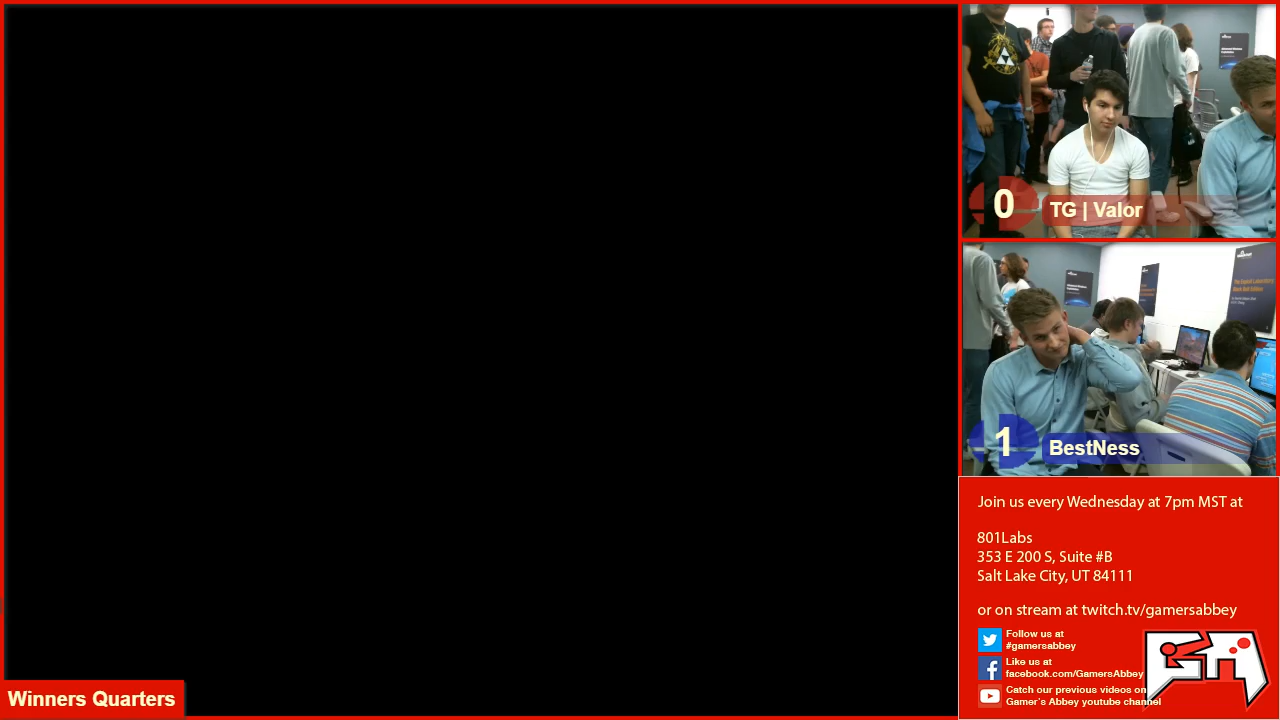 0
TG | Valor
1
BestNess
Join us every Wednesday at 7pm MST at
801Labs
353 E 200 S, Suite #B
Salt Lake City, UT 84111
or on stream at twitch.tv/gamersabbey
Follow us at
#gamersabbey
Like us at
facebook.com/GamersAbbey
Catch our previous videos on
Gamer's Abbey youtube channel
Winners Quarters